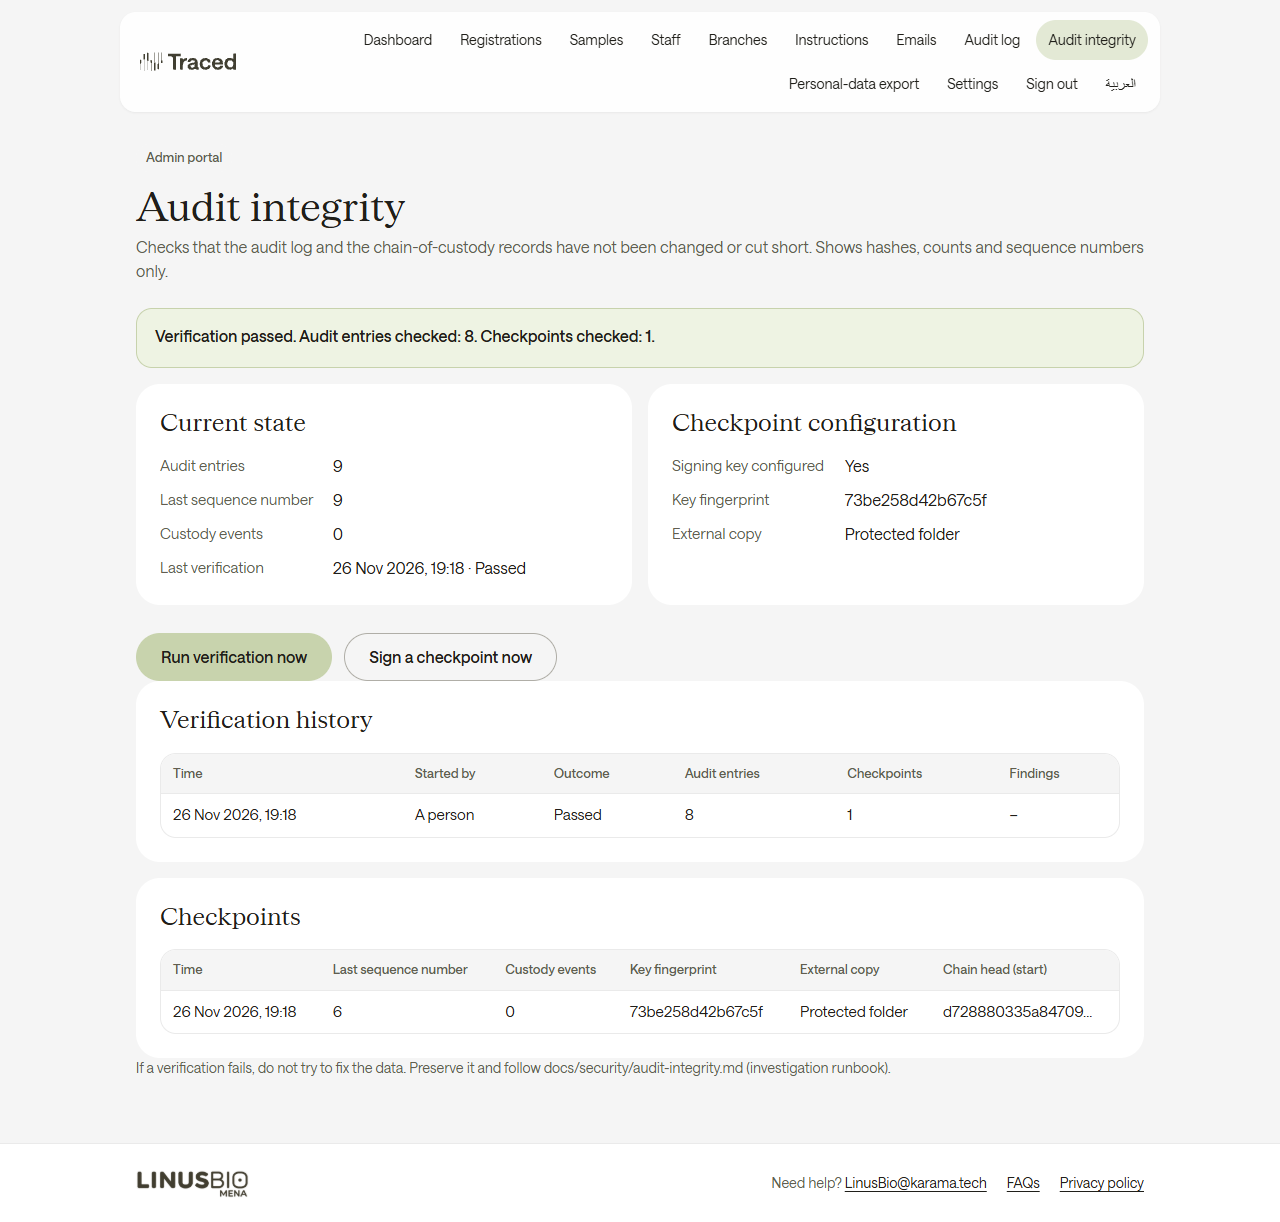 Traced
Dashboard Registrations Samples Staff Branches Instructions Emails Audit log Audit integrity
Personal-data export Settings Sign out العربية
Admin portal
Audit integrity
Checks that the audit log and the chain-of-custody records have not been changed or cut short. Shows hashes, counts and sequence numbers
only.
Verification passed. Audit entries checked: 8. Checkpoints checked: 1.
Current state
Audit entries 9
Last sequence number 9
Custody events 0
Last verification 26 Nov 2026, 19:18 · Passed
Checkpoint configuration
Signing key configured Yes
Key fingerprint 73be258d42b67c5f
External copy Protected folder
Run verification now Sign a checkpoint now
Verification history
Time Started by Outcome Audit entries Checkpoints Findings
26 Nov 2026, 19:18 A person Passed 8 1 –
Checkpoints
Time Last sequence number Custody events Key fingerprint External copy Chain head (start)
26 Nov 2026, 19:18 6 0 73be258d42b67c5f Protected folder d728880335a84709...
If a verification fails, do not try to fix the data. Preserve it and follow docs/security/audit-integrity.md (investigation runbook).
LINUSBIO
MENA
Need help? LinusBio@karama.tech FAQs Privacy policy